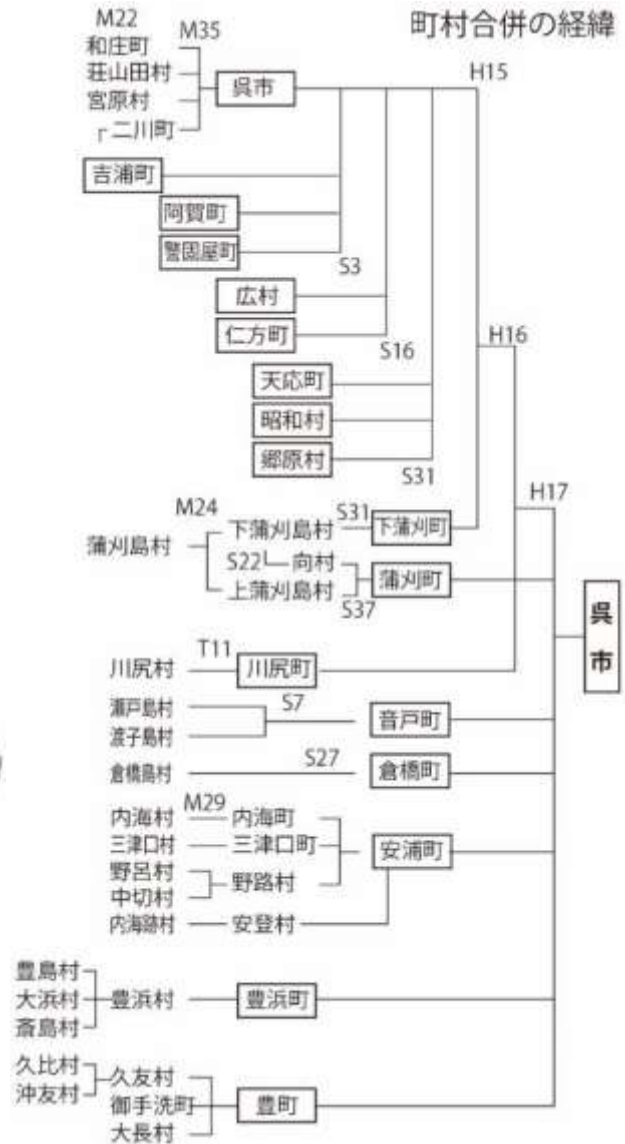 町村合併の経緯
M22
M35
和庄町
荘山田村
宮原村
┌二川町
呉市
H15
吉浦町
阿賀町
警固屋町
S3
広村
仁方町
S16
H16
天応町
昭和村
郷原村
S31
H17
M24
蒲刈島村
下蒲刈島村
S31
下蒲刈町
S22
向村
上蒲刈島村
S37
蒲刈町
呉市
川尻村
T11
川尻町
瀬戸島村
渡子島村
S7
音戸町
倉橋島村
S27
倉橋町
M29
内海村
内海町
三津口村
三津口町
野呂村
中切村
野路村
内海跡村
安登村
安浦町
豊島村
大浜村
斎島村
豊浜村
豊浜町
久比村
沖友村
久友村
御手洗町
大長村
豊町